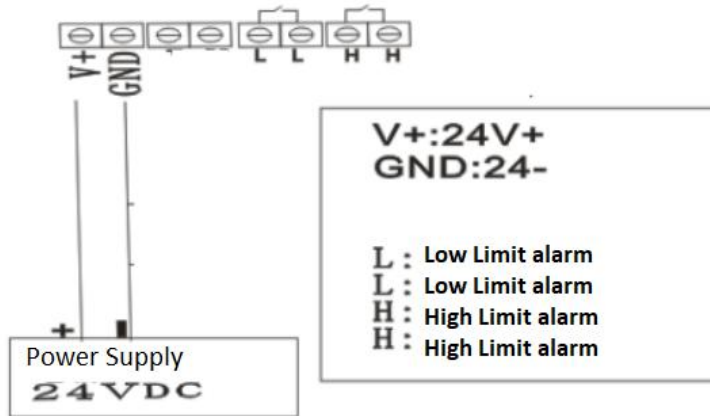 L L H H
V+ GND
V+:24V+
GND:24-
L : Low Limit alarm
L : Low Limit alarm
H : High Limit alarm
H : High Limit alarm
+ -
Power Supply
24VDC